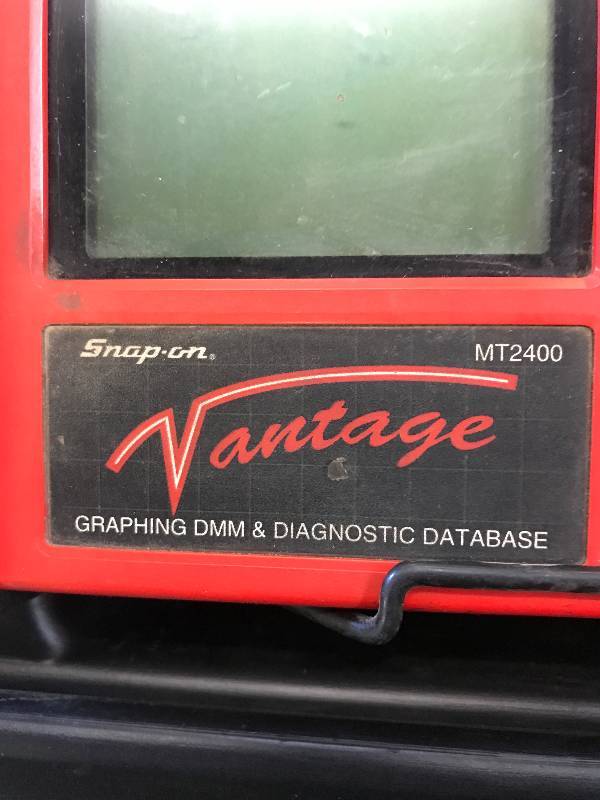 Snap-on®
MT2400
Vantage
GRAPHING DMM & DIAGNOSTIC DATABASE